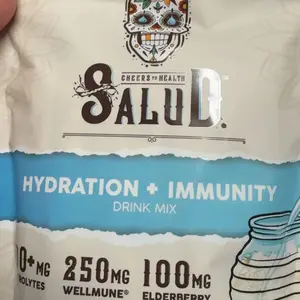 CHEERS TO HEALTH
SALUD.
HYDRATION + IMMUNITY
DRINK MIX
250MG 100MG
WELLMUNE® ELDERBERRY